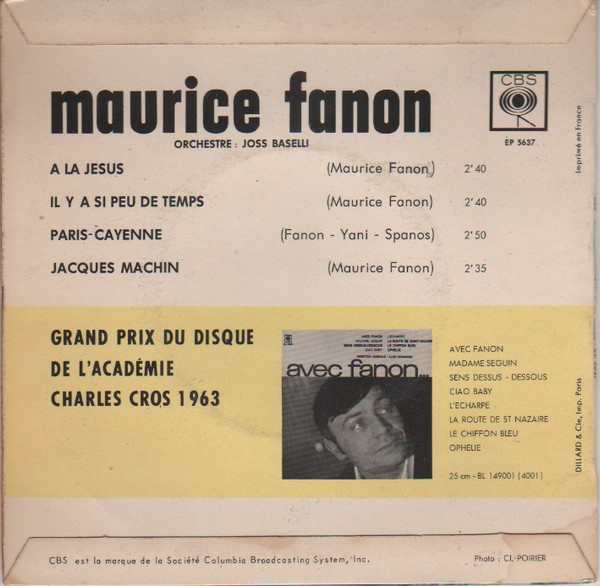 maurice fanon
ORCHESTRE : JOSS BASELLI
CBS
EP 5637
Imprimé en France
A LA JESUS (Maurice Fanon) 2'40
IL Y A SI PEU DE TEMPS (Maurice Fanon) 2'40
PARIS-CAYENNE (Fanon - Yani - Spanos) 2'50
JACQUES MACHIN (Maurice Fanon) 2'35
GRAND PRIX DU DISQUE
DE L'ACADÉMIE
CHARLES CROS 1963
avec fanon...
AVEC FANON
MADAME SEGUIN
SENS DESSUS - DESSOUS
CIAO BABY
L'ECHARPE
LA ROUTE DE ST NAZAIRE
LE CHIFFON BLEU
OPHELIE
25 cm - BL 149001 (4001)
DILLARD & Cie, Imp. Paris
CBS est la marque de la Société Columbia Broadcasting System, Inc.
Photo : Cl. POIRIER